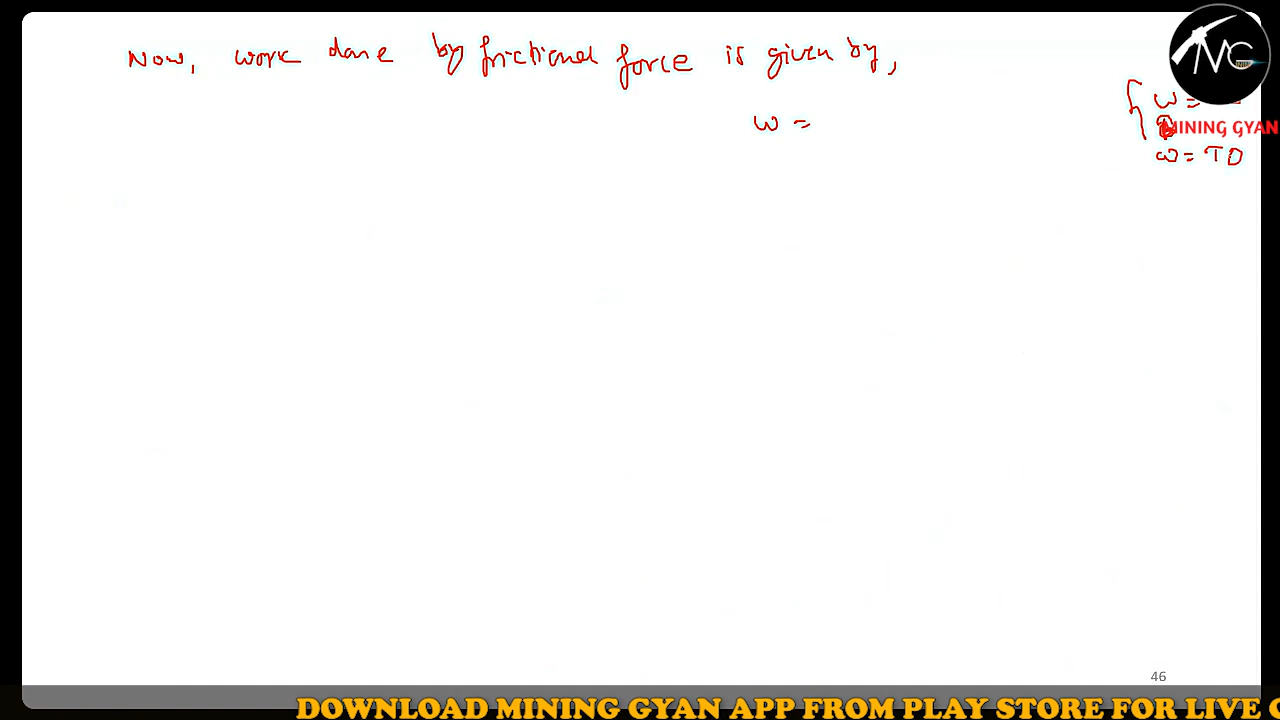 Now, work done by frictional force is given by,
W =
W =
MINING GYAN
W = TO
46
DOWNLOAD MINING GYAN APP FROM PLAY STORE FOR LIVE